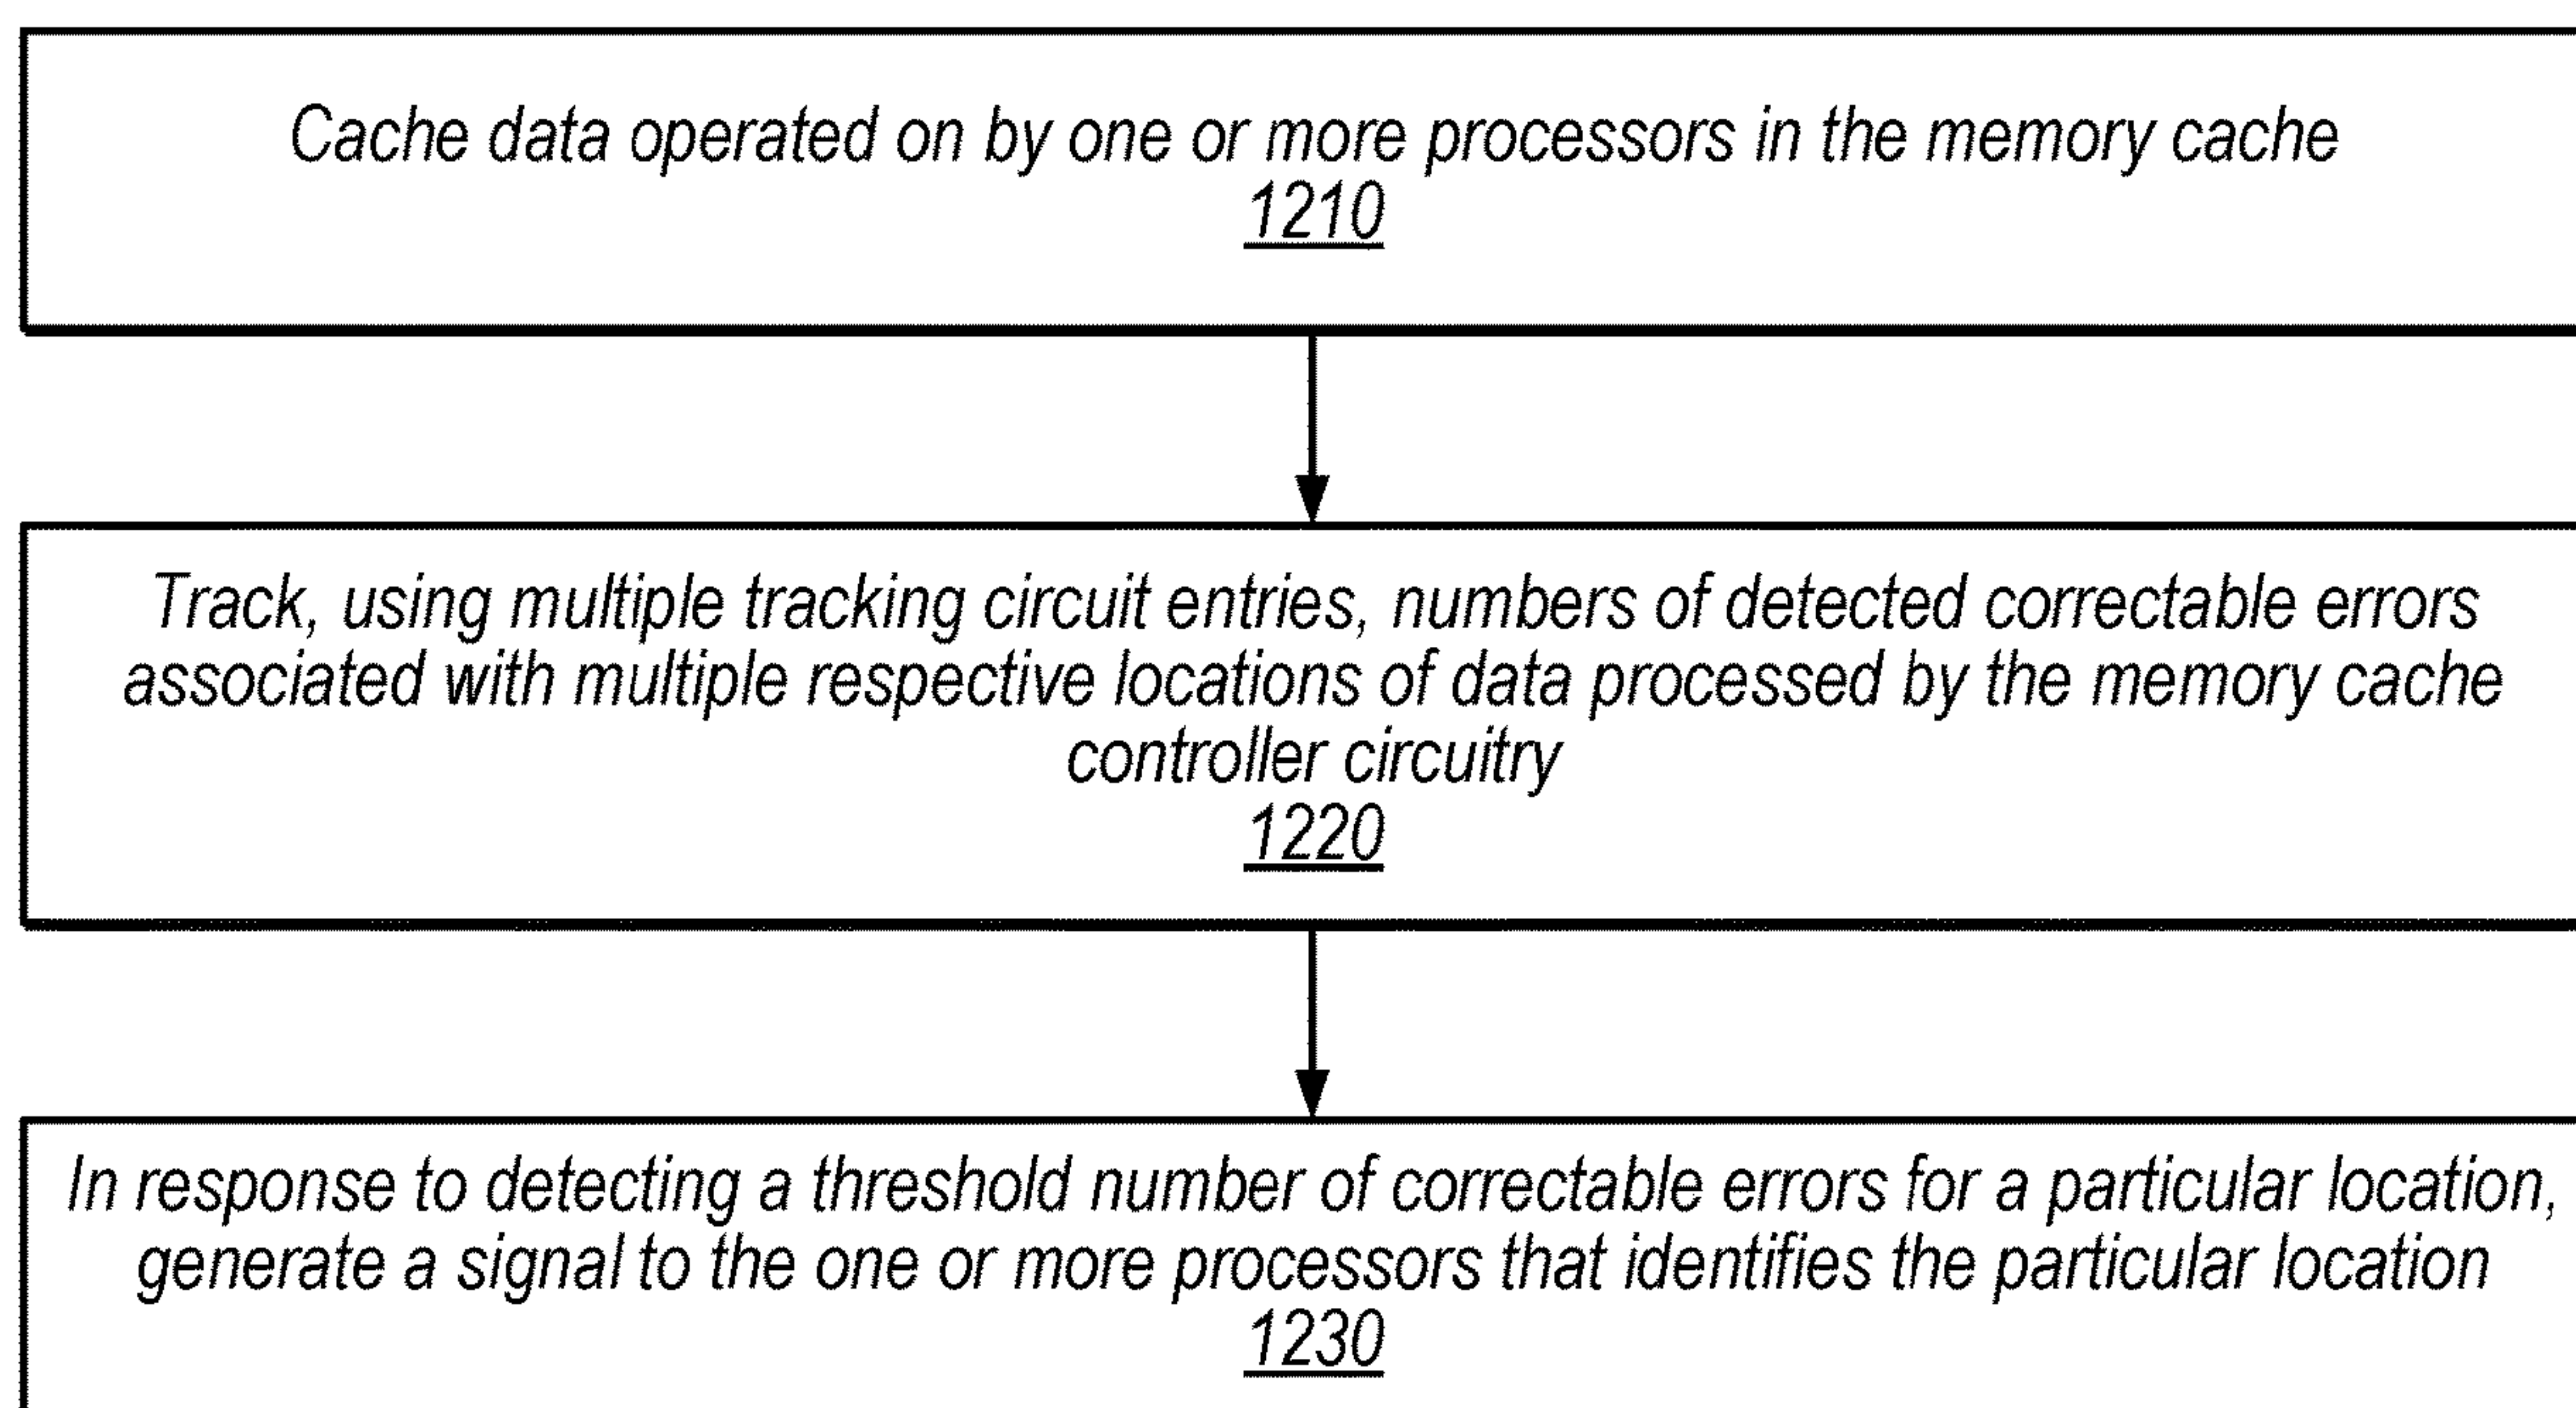 Cache data operated on by one or more processors in the memory cache
1210
Track, using multiple tracking circuit entries, numbers of detected correctable errors
associated with multiple respective locations of data processed by the memory cache
controller circuitry
1220
In response to detecting a threshold number of correctable errors for a particular location,
generate a signal to the one or more processors that identifies the particular location
1230